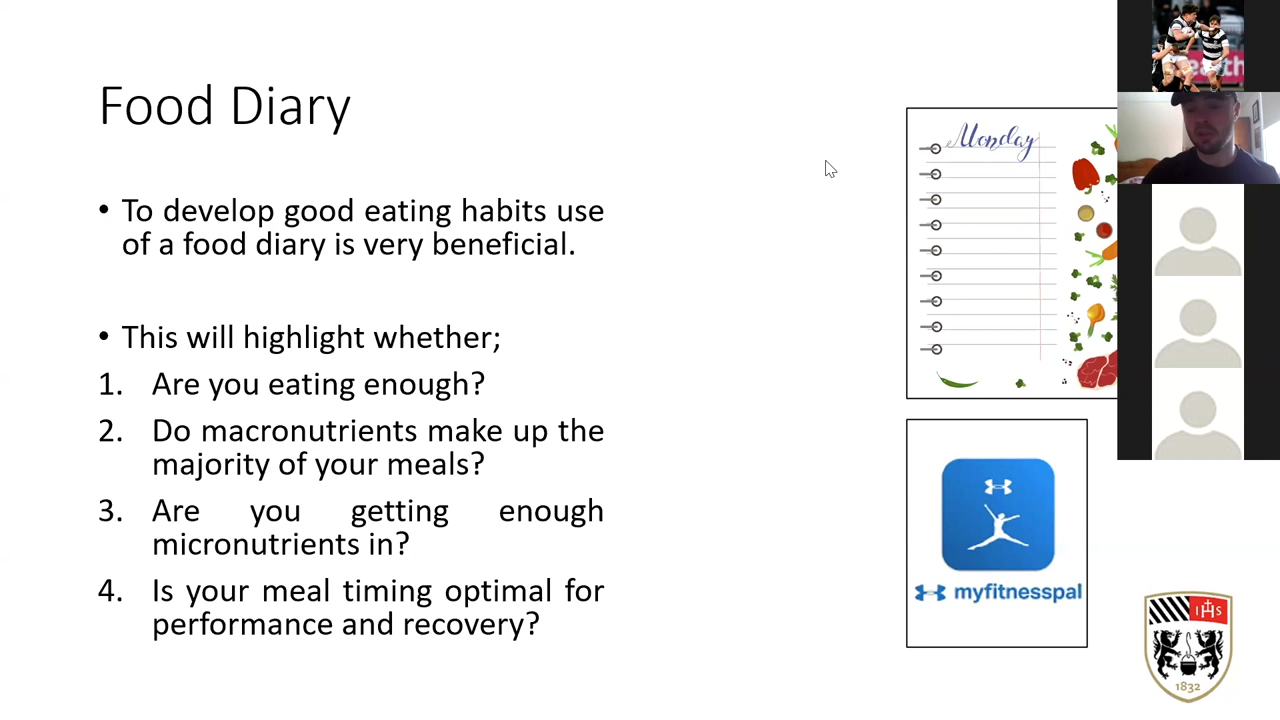 Food Diary
• To develop good eating habits use
of a food diary is very beneficial.
• This will highlight whether;
1. Are you eating enough?
2. Do macronutrients make up the
majority of your meals?
3. Are you getting enough
micronutrients in?
4. Is your meal timing optimal for
performance and recovery?
Monday
myfitnesspal
IHS
1832